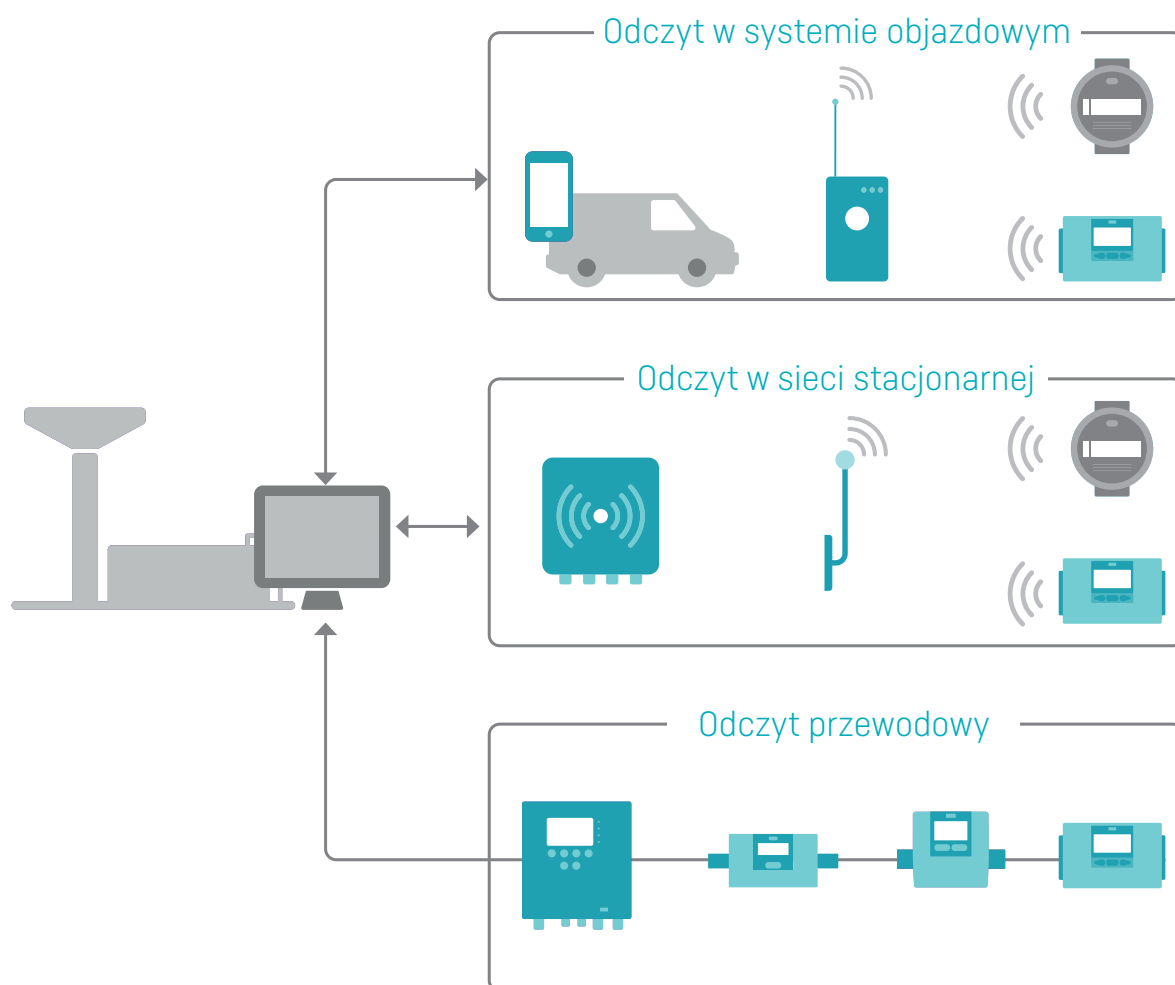 Odczyt w systemie objazdowym
Odczyt w sieci stacjonarnej
Odczyt przewodowy